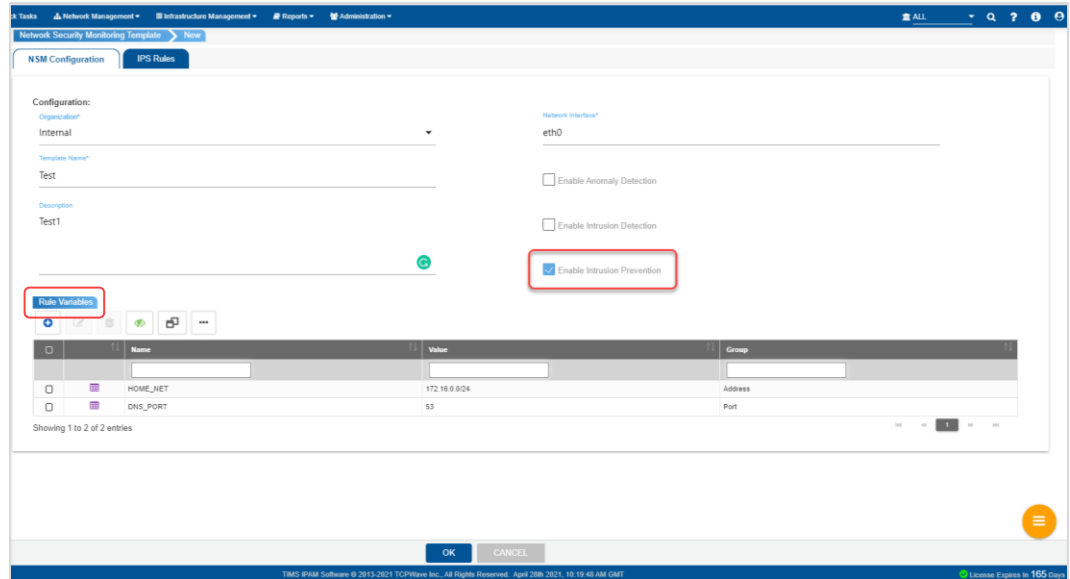 ck Tasks Network Management Infrastructure Management Reports Administration ALL
Network Security Monitoring Template New
NSM Configuration IPS Rules
Configuration:
Organization* Network Interface*
Internal eth0
Template Name*
Test
Enable Anomaly Detection
Description
Test1
Enable Intrusion Detection
Enable Intrusion Prevention
Rule Variables
Name Value Group
HOME_NET 172.16.0.0/24 Address
DNS_PORT 53 Port
Showing 1 to 2 of 2 entries 1
OK CANCEL
TIMS IPAM Software © 2013-2021 TCPWave Inc., All Rights Reserved. April 28th 2021, 10:19:48 AM GMT License Expires In 165 Days